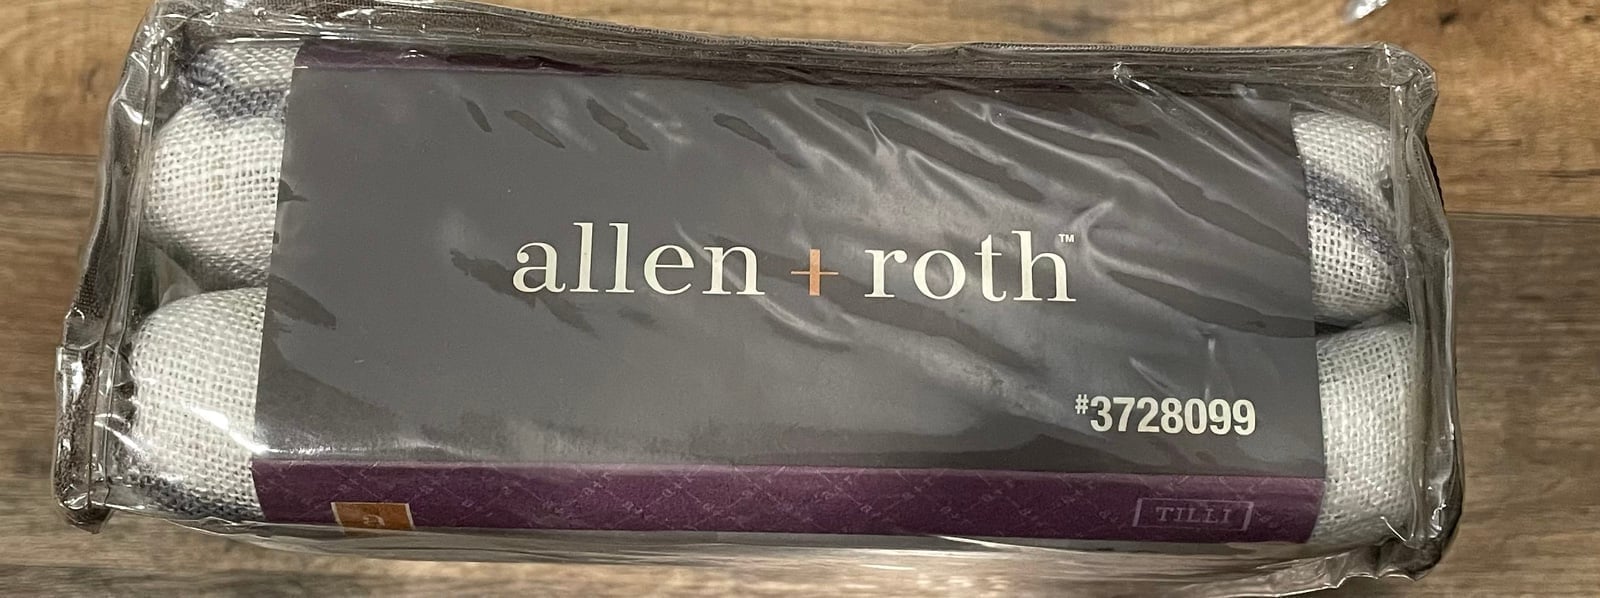 allen + roth™
#3728099
TILLI